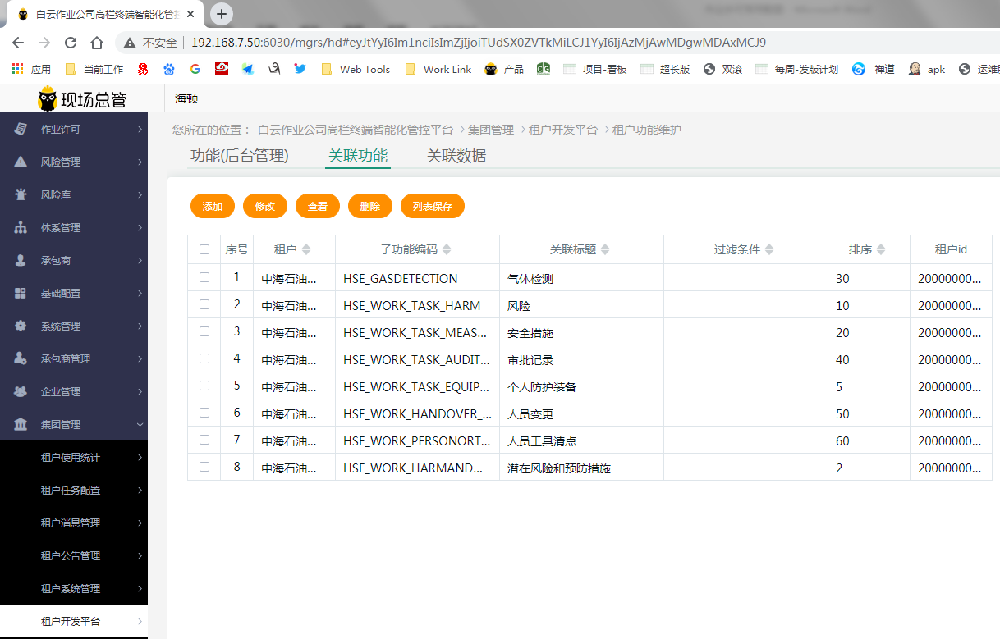 白云作业公司高栏终端智能化管控
不安全 192.168.7.50:6030/mgrs/hd#eyJtYyI6Im1nciIsImZjIjoiTUdSX0ZVTkMiLCJ1YyI6IjAzMjAwMDgwMDAxMCJ9
应用 当前工作 Web Tools Work Link 产品 CG 项目-看板 超长版 双滚 每周-发版计划 禅道 apk 运维
现场总管 海顿
作业许可
风险管理
风险库
体系管理
承包商
基础配置
系统管理
承包商管理
企业管理
集团管理
租户使用统计
租户任务配置
租户消息管理
租户公告管理
租户系统管理
租户开发平台
您所在的位置： 白云作业公司高栏终端智能化管控平台 集团管理 租户开发平台 租户功能维护
功能(后台管理) 关联功能 关联数据
添加 修改 查看 删除 列表保存
序号 租户 子功能编码 关联标题 过滤条件 排序 租户id
1 中海石油... HSE_GASDETECTION 气体检测 30 20000000...
2 中海石油... HSE_WORK_TASK_HARM 风险 10 20000000...
3 中海石油... HSE_WORK_TASK_MEAS... 安全措施 20 20000000...
4 中海石油... HSE_WORK_TASK_AUDIT... 审批记录 40 20000000...
5 中海石油... HSE_WORK_TASK_EQUIP... 个人防护装备 5 20000000...
6 中海石油... HSE_WORK_HANDOVER_... 人员变更 50 20000000...
7 中海石油... HSE_WORK_PERSONORT... 人员工具清点 60 20000000...
8 中海石油... HSE_WORK_HARMAND... 潜在风险和预防措施 2 20000000...